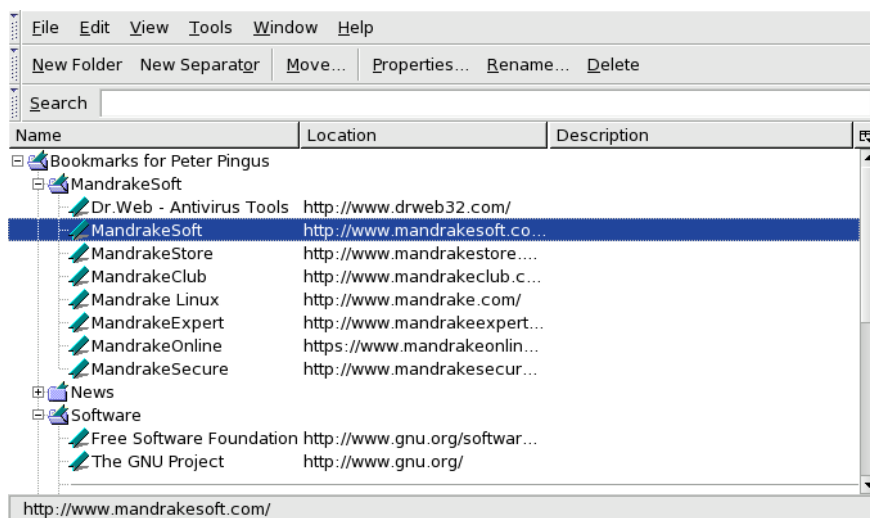 File Edit View Tools Window Help
New Folder New Separator Move... Properties... Rename... Delete
Search
Name Location Description
Bookmarks for Peter Pingus
MandrakeSoft
Dr.Web - Antivirus Tools http://www.drweb32.com/
MandrakeSoft http://www.mandrakesoft.co...
MandrakeStore http://www.mandrakestore....
MandrakeClub http://www.mandrakeclub.c...
Mandrake Linux http://www.mandrake.com/
MandrakeExpert http://www.mandrakeexpert...
MandrakeOnline https://www.mandrakeonlin...
MandrakeSecure http://www.mandrakesecur...
News
Software
Free Software Foundation http://www.gnu.org/softwar...
The GNU Project http://www.gnu.org/
http://www.mandrakesoft.com/